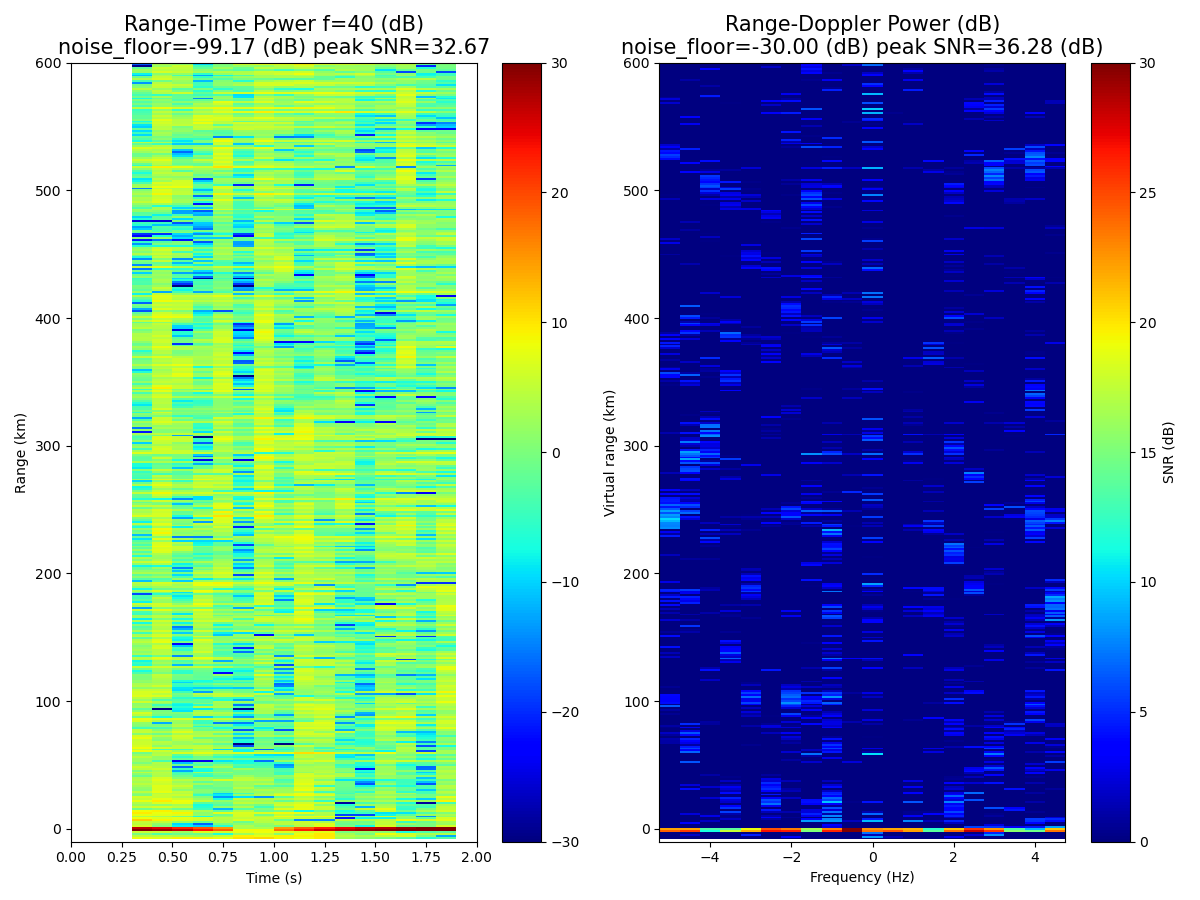 Range-Time Power f=40 (dB)
noise_floor=-99.17 (dB) peak SNR=32.67
600
500
400
300
200
100
0
Range (km)
0.00 0.25 0.50 0.75 1.00 1.25 1.50 1.75 2.00
Time (s)
30
20
10
0
−10
−20
−30
Range-Doppler Power (dB)
noise_floor=-30.00 (dB) peak SNR=36.28 (dB)
600
500
400
300
200
100
0
Virtual range (km)
−4 −2 0 2 4
Frequency (Hz)
30
25
20
15
10
5
0
SNR (dB)